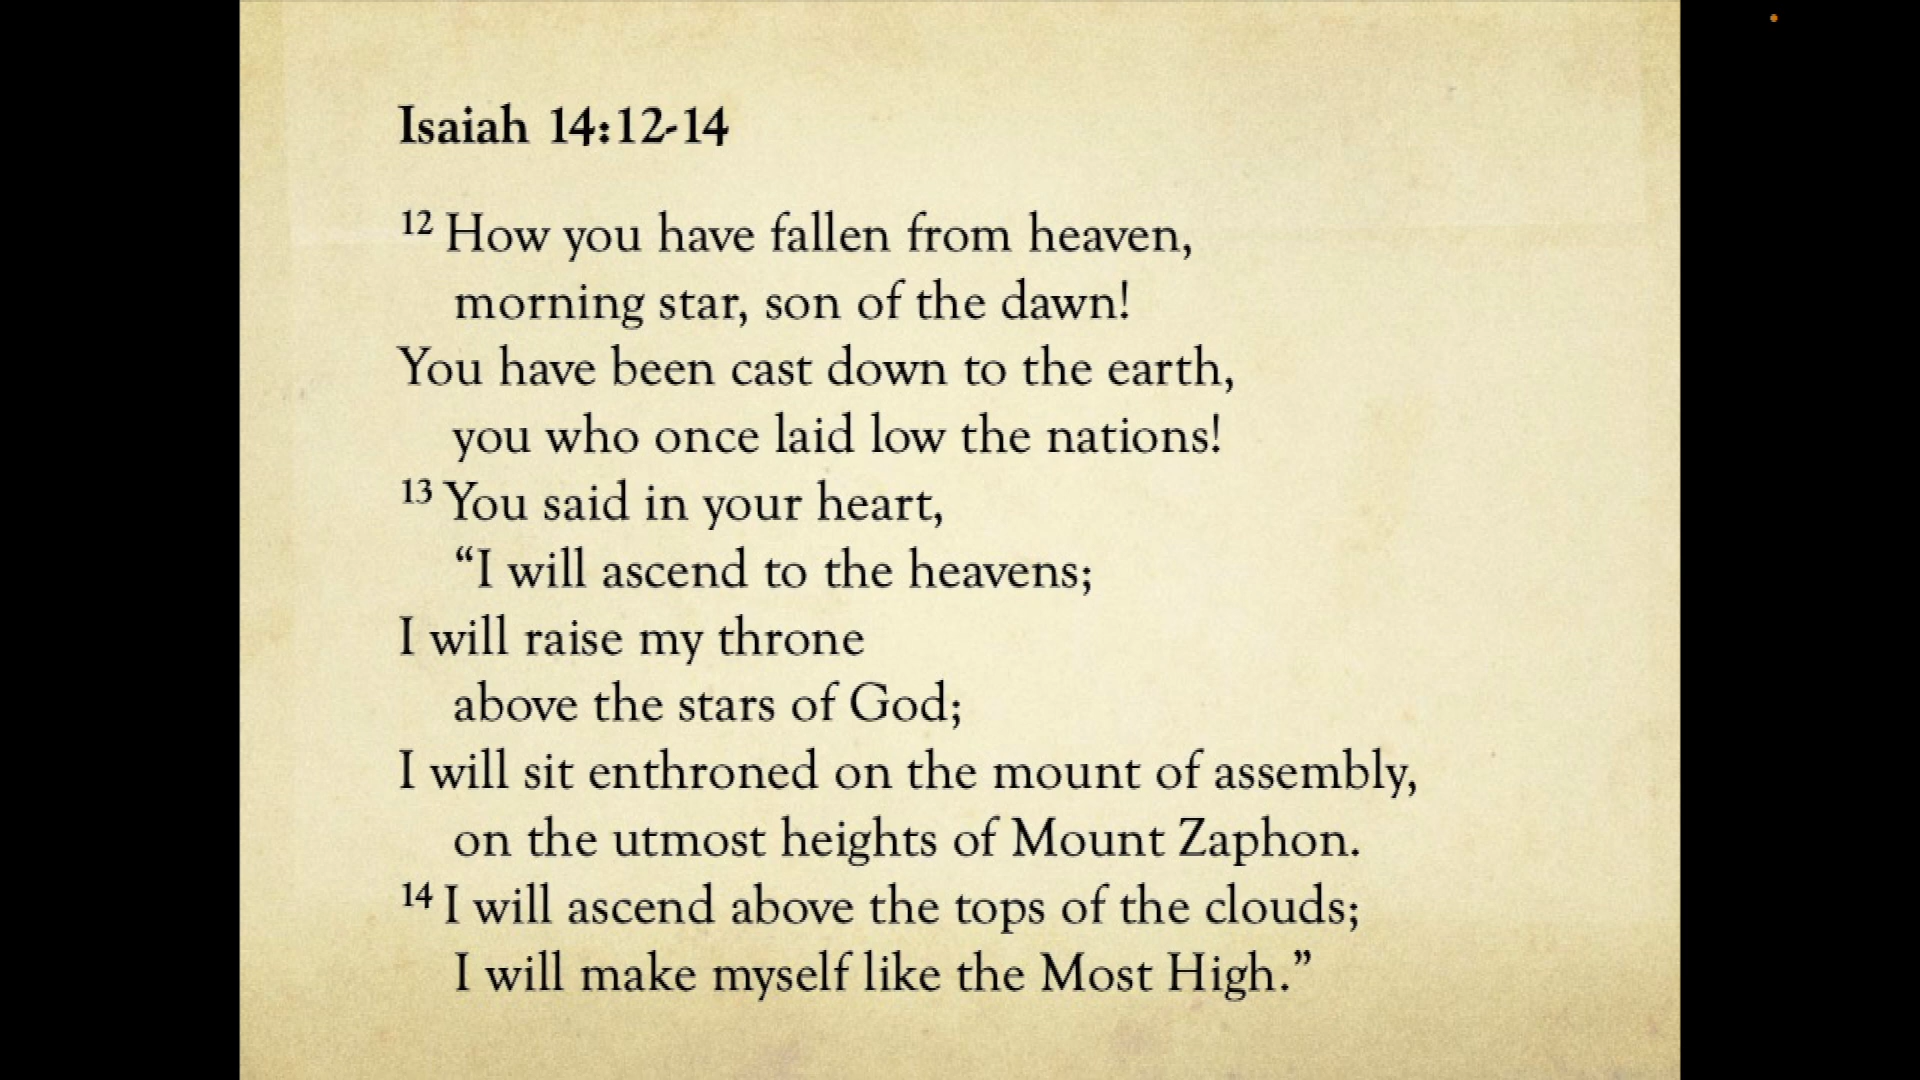 Isaiah 14:12-14
12 How you have fallen from heaven,
morning star, son of the dawn!
You have been cast down to the earth,
you who once laid low the nations!
13 You said in your heart,
“I will ascend to the heavens;
I will raise my throne
above the stars of God;
I will sit enthroned on the mount of assembly,
on the utmost heights of Mount Zaphon.
14 I will ascend above the tops of the clouds;
I will make myself like the Most High.”